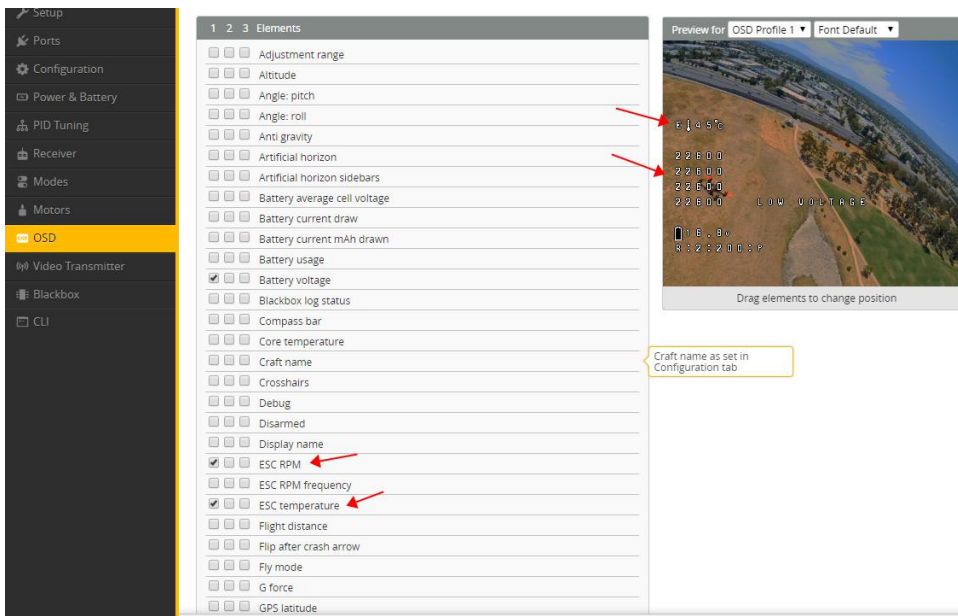 Setup
Ports
Configuration
Power & Battery
PID Tuning
Receiver
Modes
Motors
OSD
Video Transmitter
Blackbox
CLI
1 2 3 Elements
Adjustment range
Altitude
Angle: pitch
Angle: roll
Anti gravity
Artificial horizon
Artificial horizon sidebars
Battery average cell voltage
Battery current draw
Battery current mAh drawn
Battery usage
Battery voltage
Blackbox log status
Compass bar
Core temperature
Craft name
Crosshairs
Debug
Disarmed
Display name
ESC RPM
ESC RPM frequency
ESC temperature
Flight distance
Flip after crash arrow
Fly mode
G force
GPS latitude
Preview for OSD Profile 1 Font Default
E 45°C
22600
22600
22600
22600 LOW VOLTAGE
16.8V
R:2:200:P
Drag elements to change position
Craft name as set in
Configuration tab